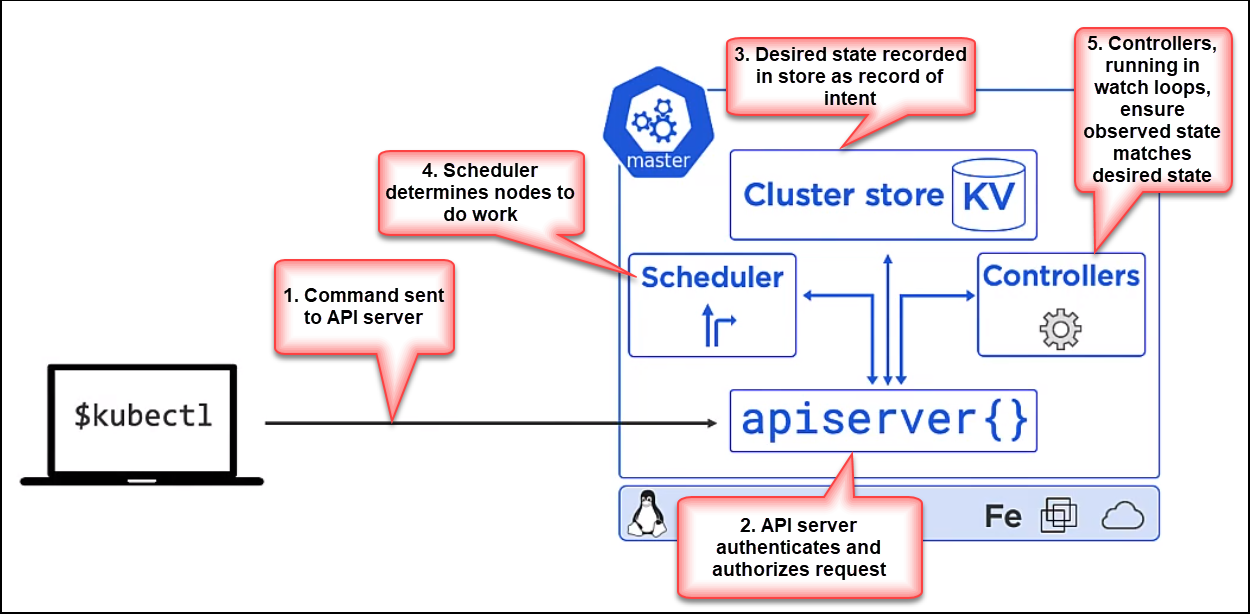 3. Desired state recorded
in store as record of
intent
5. Controllers,
running in
watch loops,
ensure
observed state
matches
desired state
master
4. Scheduler
determines nodes to
do work
Cluster store
KV
Scheduler
Controllers
1. Command sent
to API server
$kubectl
apiserver{}
2. API server
authenticates and
authorizes request
Fe